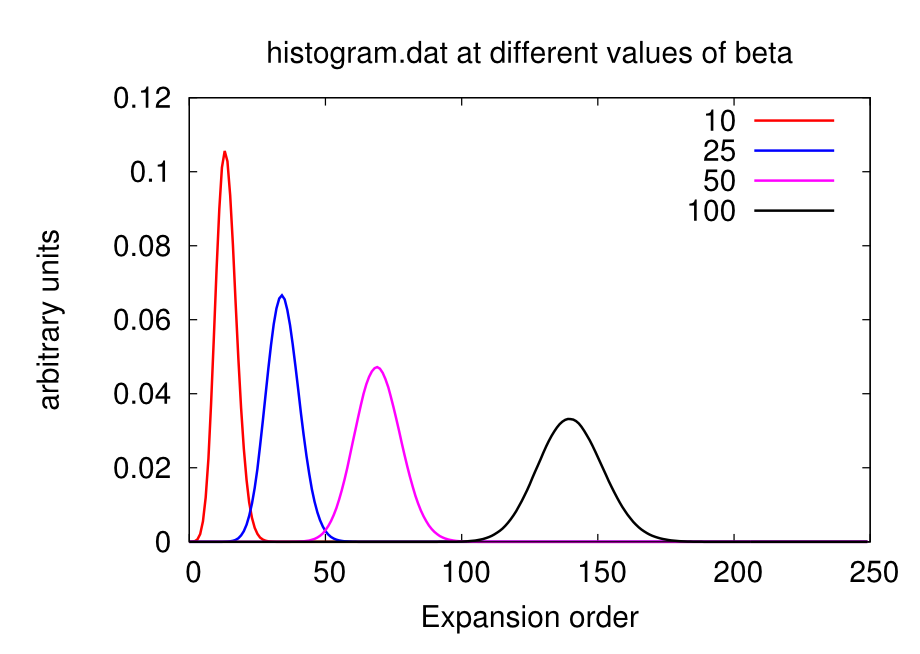 histogram.dat at different values of beta
0.12
0.1
0.08
0.06
0.04
0.02
0
arbitrary units
10
25
50
100
0 50 100 150 200 250
Expansion order